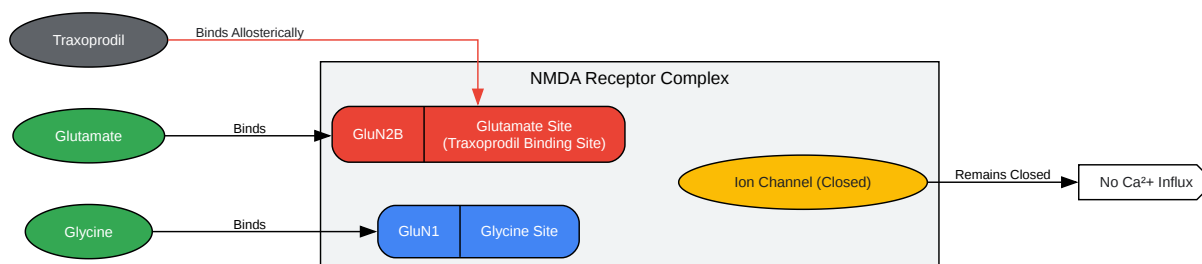 Traxoprodil
Binds Allosterically
NMDA Receptor Complex
Glutamate
Binds
GluN2B
Glutamate Site
(Traxoprodil Binding Site)
Ion Channel (Closed)
Remains Closed
No Ca²+ Influx
Glycine
Binds
GluN1
Glycine Site